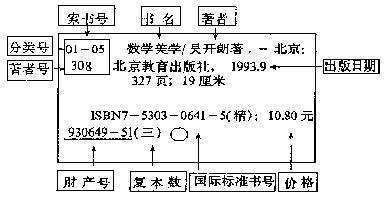 索书号 书名 著者
分类号 01-05 数学美学/吴开朗著．-北京：
著者号 308 北京教育出版社，1993.9 出版日期
327页；19厘米
ISBN7-5303-0641-5(精)：10.80元
930649-51(三)
财产号 复本数 国际标准书号 价格